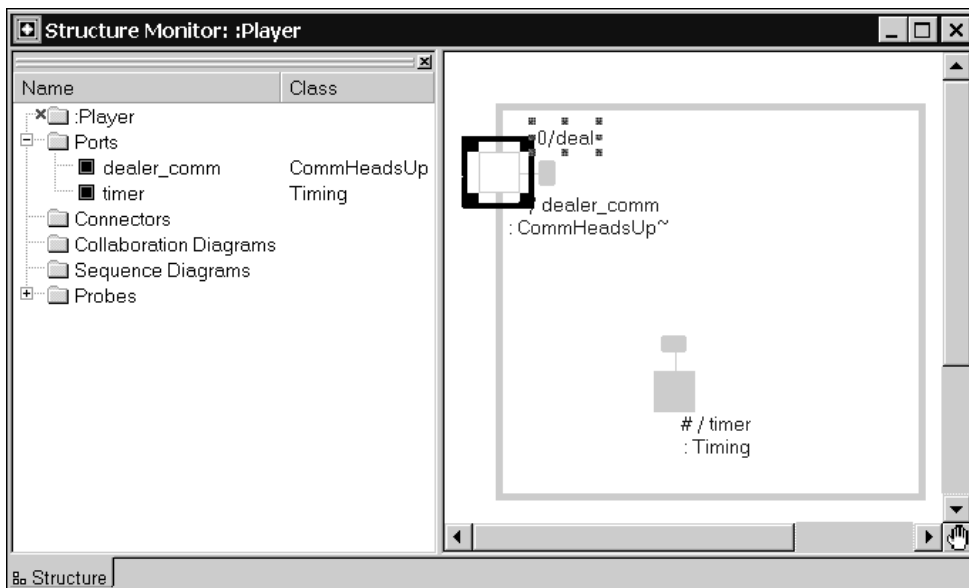 Structure Monitor: :Player
Name Class
:Player
Ports
dealer_comm CommHeadsUp
timer Timing
Connectors
Collaboration Diagrams
Sequence Diagrams
Probes
0/deal
/ dealer_comm
: CommHeadsUp~
# / timer
: Timing
Structure